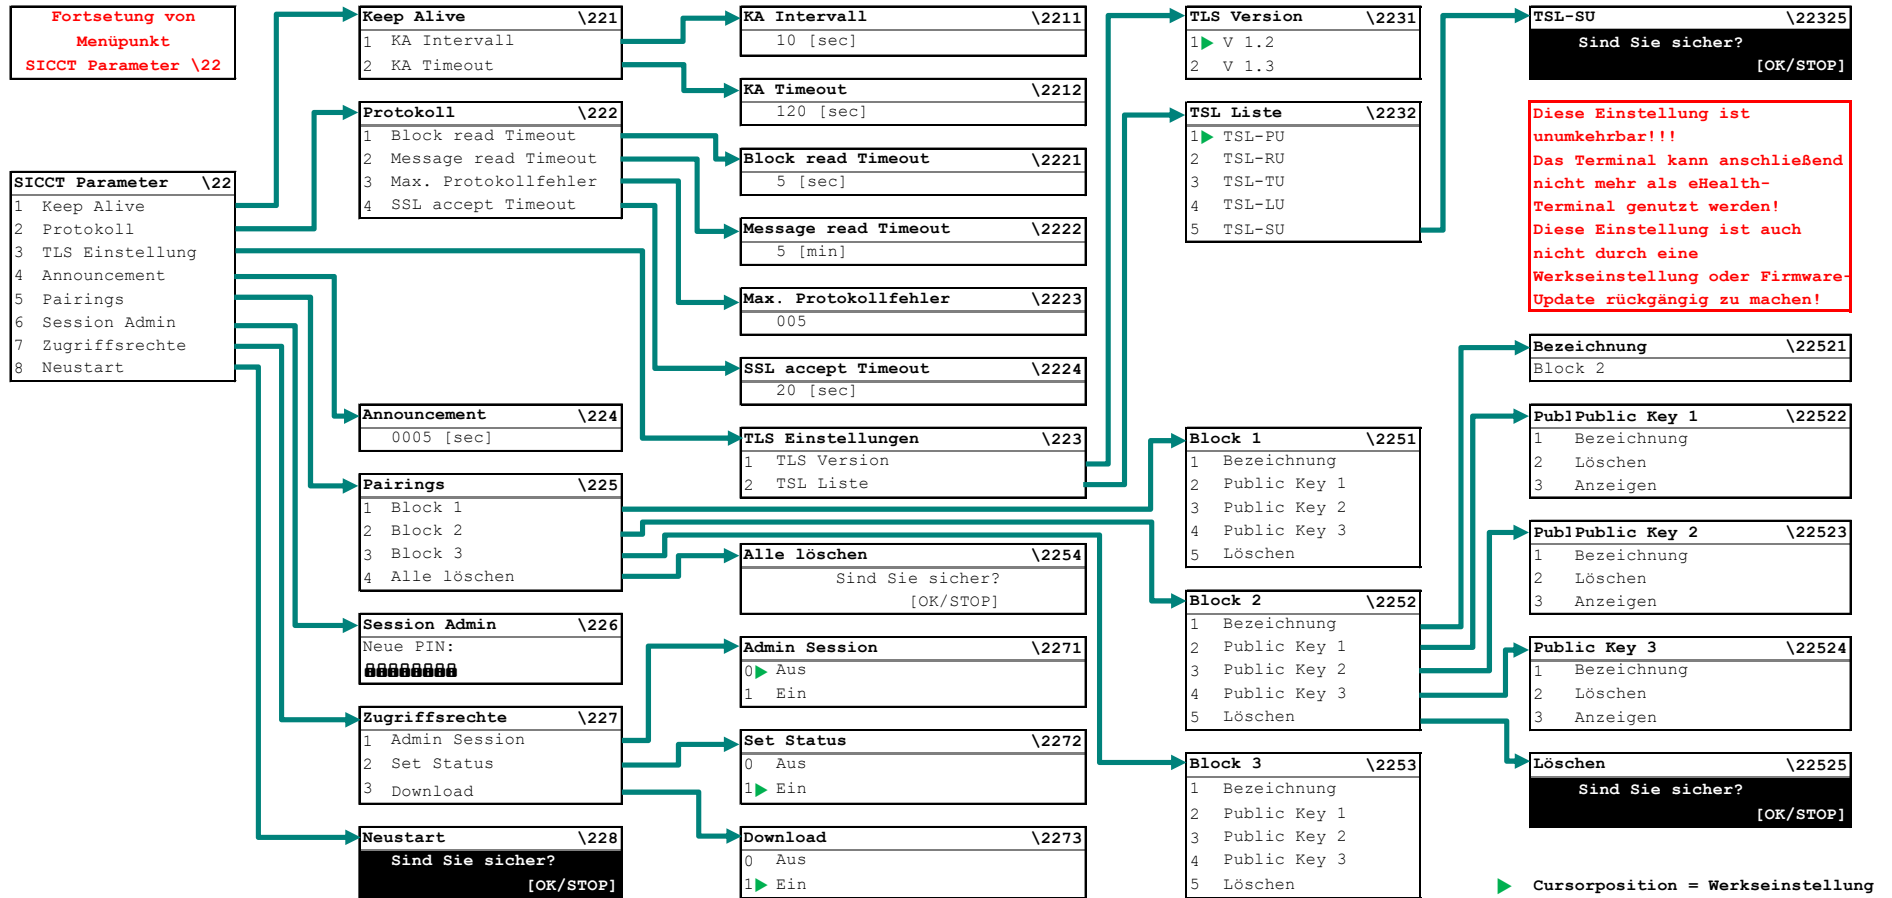 Fortsetung von
Menüpunkt
SICCT Parameter \22
SICCT Parameter \22
1 Keep Alive
2 Protokoll
3 TLS Einstellung
4 Announcement
5 Pairings
6 Session Admin
7 Zugriffsrechte
8 Neustart
Keep Alive \221
1 KA Intervall
2 KA Timeout
Protokoll \222
1 Block read Timeout
2 Message read Timeout
3 Max. Protokollfehler
4 SSL accept Timeout
Announcement \224
0005 [sec]
Pairings \225
1 Block 1
2 Block 2
3 Block 3
4 Alle löschen
Session Admin \226
Neue PIN:
Zugriffsrechte \227
1 Admin Session
2 Set Status
3 Download
Neustart \228
Sind Sie sicher?
[OK/STOP]
KA Intervall \2211
10 [sec]
KA Timeout \2212
120 [sec]
Block read Timeout \2221
5 [sec]
Message read Timeout \2222
5 [min]
Max. Protokollfehler \2223
005
SSL accept Timeout \2224
20 [sec]
TLS Einstellungen \223
1 TLS Version
2 TSL Liste
Alle löschen \2254
Sind Sie sicher?
[OK/STOP]
Admin Session \2271
0 Aus
1 Ein
Set Status \2272
0 Aus
1 Ein
Download \2273
0 Aus
1 Ein
TLS Version \2231
1 V 1.2
2 V 1.3
TSL Liste \2232
1 TSL-PU
2 TSL-RU
3 TSL-TU
4 TSL-LU
5 TSL-SU
Block 1 \2251
1 Bezeichnung
2 Public Key 1
3 Public Key 2
4 Public Key 3
5 Löschen
Block 2 \2252
1 Bezeichnung
2 Public Key 1
3 Public Key 2
4 Public Key 3
5 Löschen
Block 3 \2253
1 Bezeichnung
2 Public Key 1
3 Public Key 2
4 Public Key 3
5 Löschen
TSL-SU \22325
Sind Sie sicher?
[OK/STOP]
Diese Einstellung ist
unumkehrbar!!!
Das Terminal kann anschließend
nicht mehr als eHealth-
Terminal genutzt werden!
Diese Einstellung ist auch
nicht durch eine
Werkseinstellung oder Firmware-
Update rückgängig zu machen!
Bezeichnung \22521
Block 2
PublPublic Key 1 \22522
1 Bezeichnung
2 Löschen
3 Anzeigen
PublPublic Key 2 \22523
1 Bezeichnung
2 Löschen
3 Anzeigen
Public Key 3 \22524
1 Bezeichnung
2 Löschen
3 Anzeigen
Löschen \22525
Sind Sie sicher?
[OK/STOP]
Cursorposition = Werkseinstellung